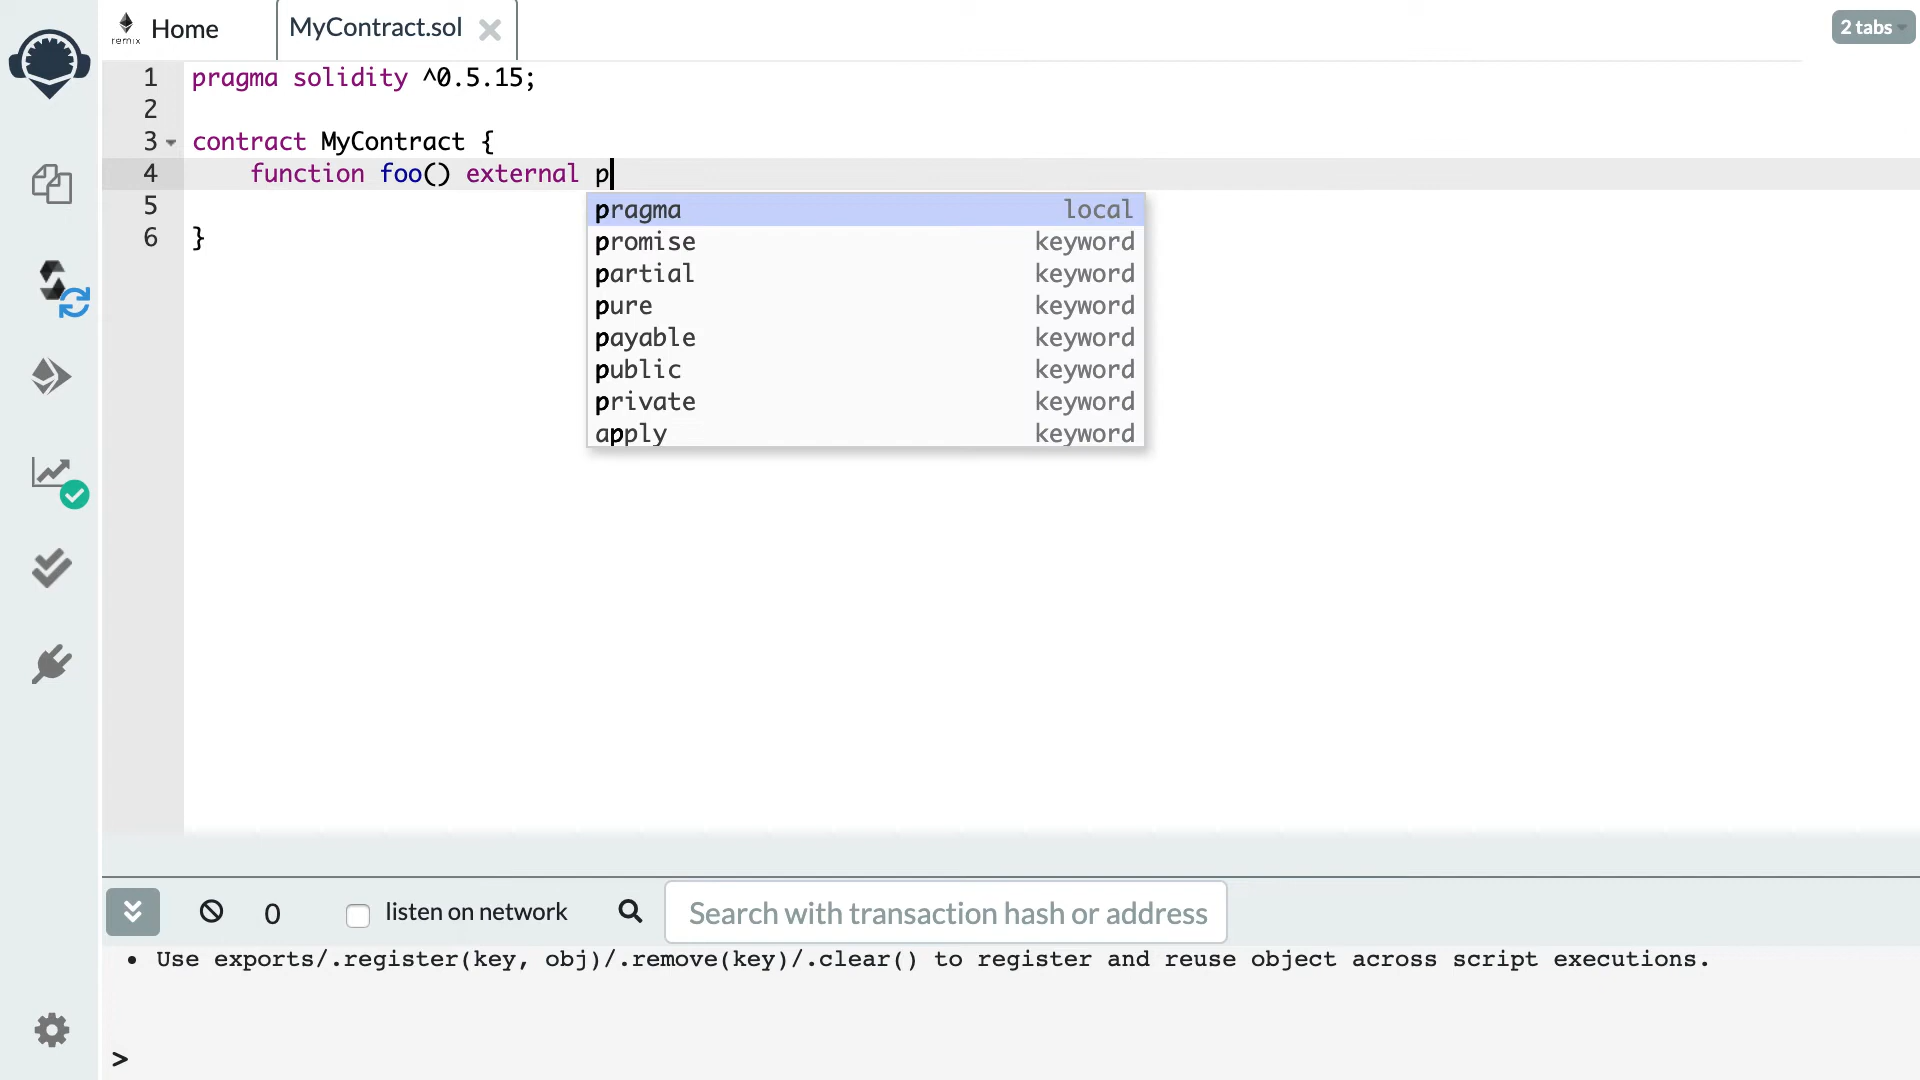 remix Home MyContract.sol 2 tabs
1 pragma solidity ^0.5.15;
2
3 contract MyContract {
4 function foo() external p
5
6 }
pragma local
promise keyword
partial keyword
pure keyword
payable keyword
public keyword
private keyword
apply keyword
0 listen on network Search with transaction hash or address
• Use exports/.register(key, obj)/.remove(key)/.clear() to register and reuse object across script executions.
>